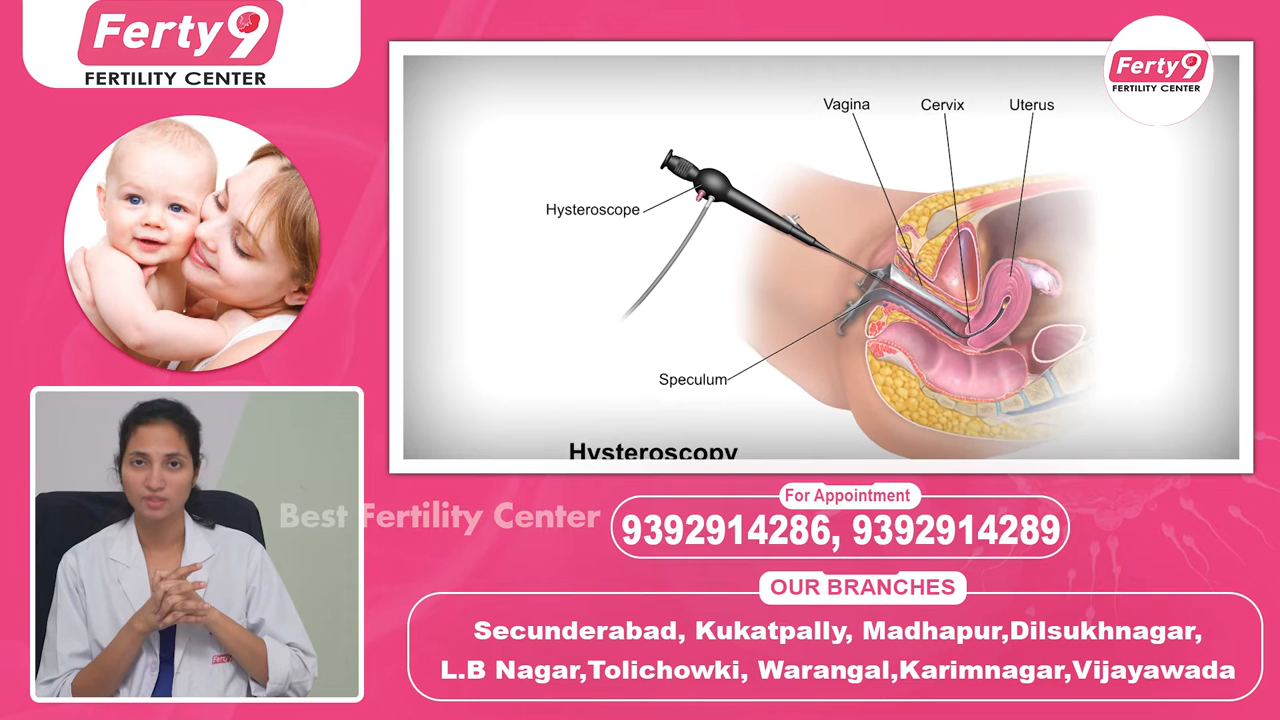 Ferty9
FERTILITY CENTER
Ferty9
FERTILITY CENTER
Vagina
Cervix
Uterus
Hysteroscope
Speculum
Hysteroscopy
Best Fertility Center
For Appointment
9392914286, 9392914289
OUR BRANCHES
Secunderabad, Kukatpally, Madhapur,Dilsukhnagar,
L.B Nagar,Tolichowki, Warangal,Karimnagar,Vijayawada
Ferty9